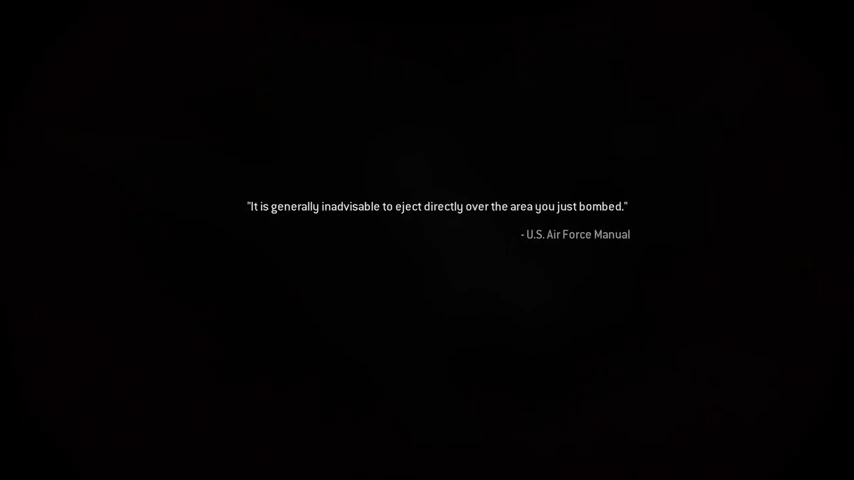 "It is generally inadvisable to eject directly over the area you just bombed."
- U.S. Air Force Manual